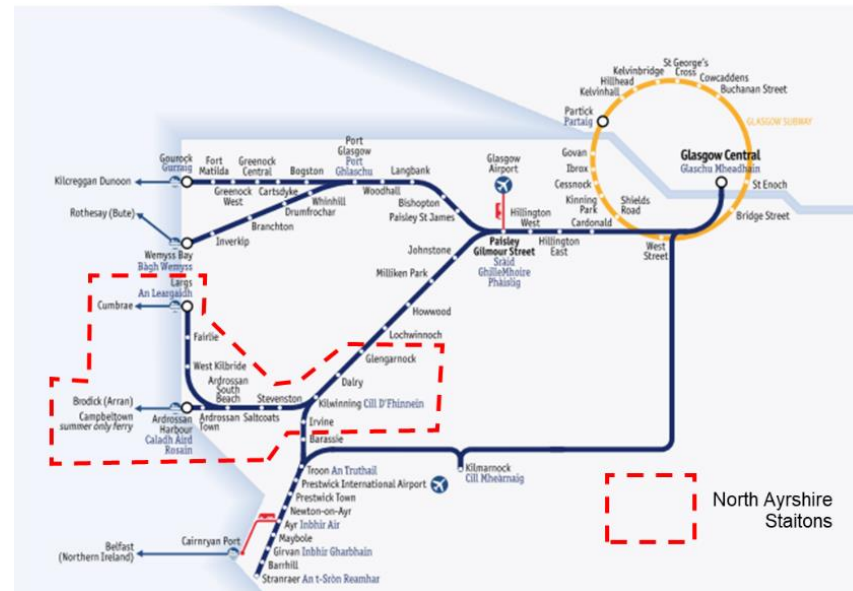 St George's
Cross
Kelvinbridge
Cowcaddens
Hillhead
Buchanan Street
Kelvinhall
Partick
Partaig
GLASGOW SUBWAY
Glasgow Central
Glaschu Mheadhain
Govan
Ibrox
Cessnock
Kinning
Park
Shields
Road
St Enoch
Bridge Street
West
Street
Gourock
Guraig
Fort
Matilda
Greenock
Central
Bogston
Port
Glasgow
Port
Ghlaschu
Langbank
Glasgow
Airport
Kilcreggan Dunoon
Greenock
West
Cartsdyke
Whinhill
Drumfrochar
Woodhall
Bishopton
Paisley St James
Hillington
West
Cardonald
Rothesay (Bute)
Branchton
Inverkip
Wemyss
Bay
Bàgh Wemyss
Paisley
Gilmour Street
Sràid
GhilleMhoire
Phàislig
Hillington
East
Johnstone
Milliken Park
Howwood
Lochwinnoch
Largs
An Leargaidh
Cumbrae
Fairlie
West Kilbride
Glengarnock
Dalry
Ardrossan
South
Beach
Stevenston
Kilwinning Cill D'Fhinnein
Brodick (Arran)
Campbeltown
summer only ferry
Ardrossan
Harbour
Caladh Aird
Rosain
Ardrossan
Town
Saltcoats
Irvine
Barassie
Troon An Truthail
Kilmarnock
Cill Mheàrnaig
Prestwick International Airport
Prestwick Town
Newton-on-Ayr
Ayr Inbhir Air
Maybole
Girvan Inbhir Gharbhain
Barrhill
Stranraer An t-Sròn Reamhar
Cairnryan Port
Belfast
(Northern Ireland)
North Ayrshire
Staitons